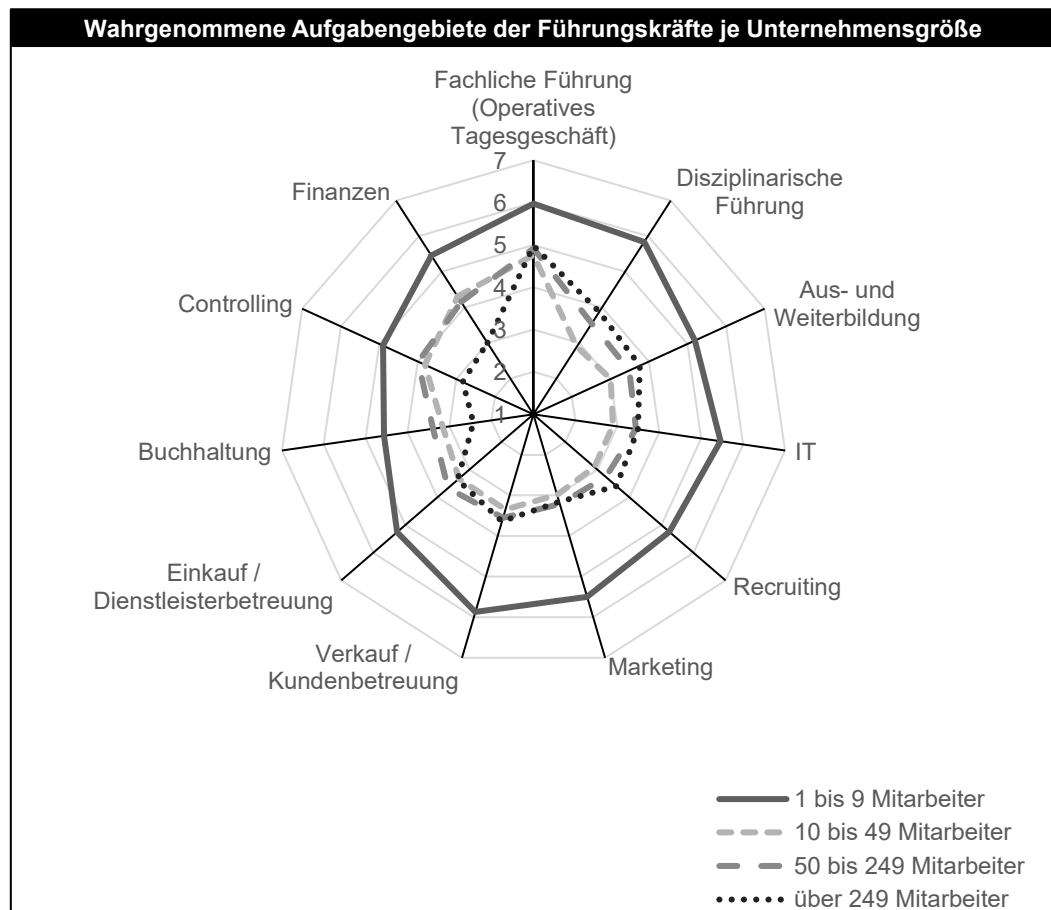 Wahrgenommene Aufgabengebiete der Führungskräfte je Unternehmensgröße
Fachliche Führung
(Operatives
Tagesgeschäft)
Disziplinarische
Führung
Aus- und
Weiterbildung
IT
Recruiting
Marketing
Verkauf /
Kundenbetreuung
Einkauf /
Dienstleisterbetreuung
Buchhaltung
Controlling
Finanzen
7
6
5
4
3
2
1
1 bis 9 Mitarbeiter
10 bis 49 Mitarbeiter
50 bis 249 Mitarbeiter
über 249 Mitarbeiter